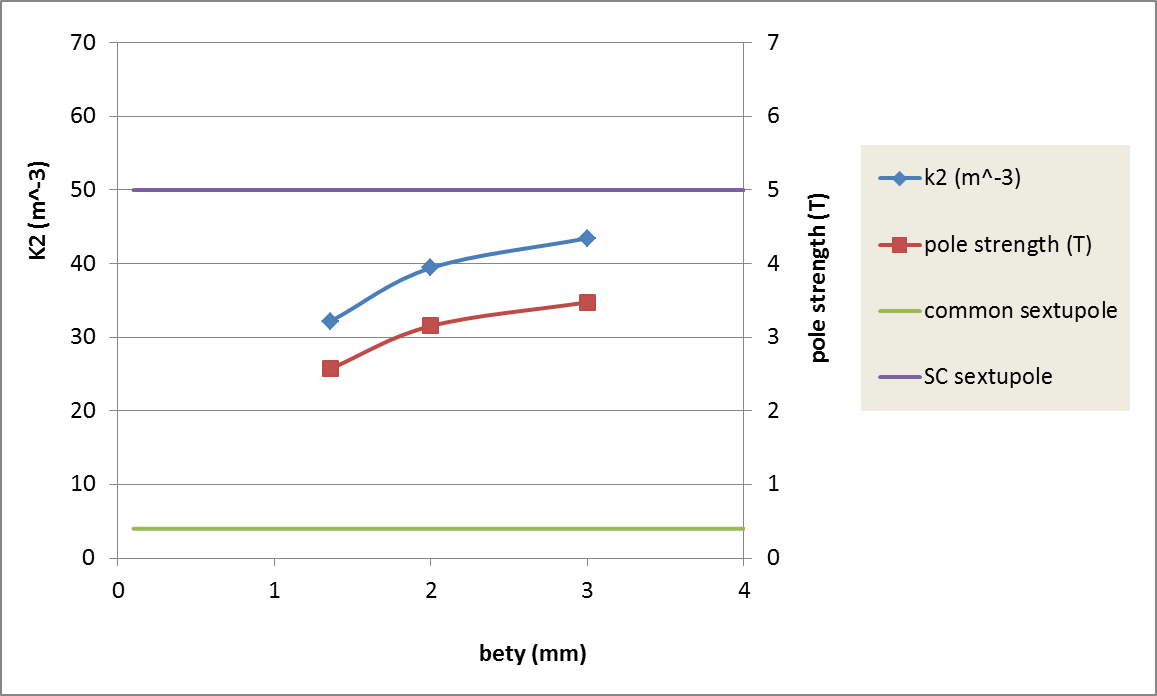 70
60
50
40
30
20
10
0
K2 (m^-3)
7
6
5
4
3
2
1
0
pole strength (T)
0 1 2 3 4
bety (mm)
k2 (m^-3)
pole strength (T)
common sextupole
SC sextupole